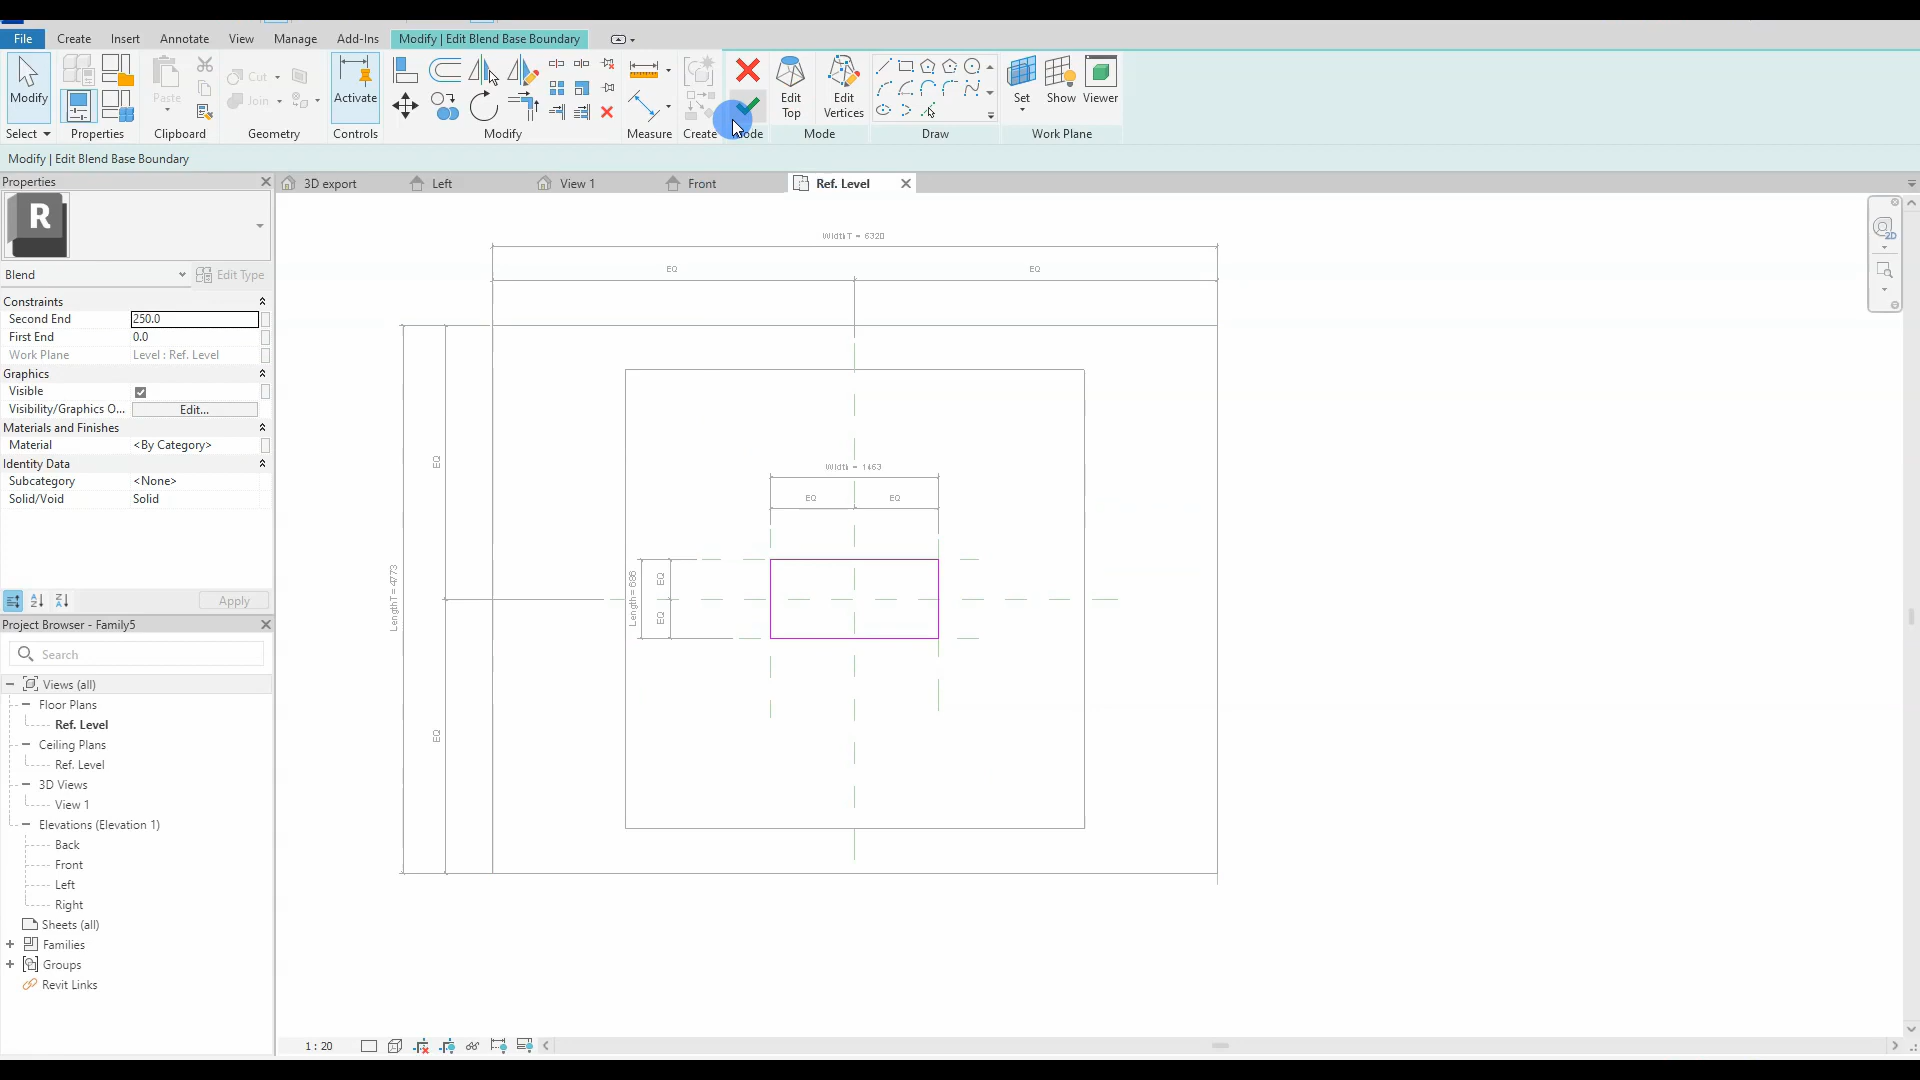 File Create Insert Annotate View Manage Add-Ins Modify | Edit Blend Base Boundary
Modify
Select
Properties
Paste
Clipboard
Cut
Join
Geometry
Activate
Controls
Modify
Measure
Create
ode
Edit Top
Edit Vertices
Mode
Draw
Set
Show
Viewer
Work Plane
Modify | Edit Blend Base Boundary
Properties
R
Blend
Edit Type
Constraints
Second End 250.0
First End 0.0
Work Plane Level : Ref. Level
Graphics
Visible
Visibility/Graphics O... Edit...
Materials and Finishes
Material <By Category>
Identity Data
Subcategory <None>
Solid/Void Solid
Apply
Project Browser - Family5
Search
Views (all)
Floor Plans
Ref. Level
Ceiling Plans
Ref. Level
3D Views
View 1
Elevations (Elevation 1)
Back
Front
Left
Right
Sheets (all)
Families
Groups
Revit Links
3D export Left View 1 Front Ref. Level
2D
WidthT = 6320
EQ EQ
EQ
Width = 1463
EQ EQ
LengthT = 4773
Length = 686
EQ
EQ
EQ
1 : 20